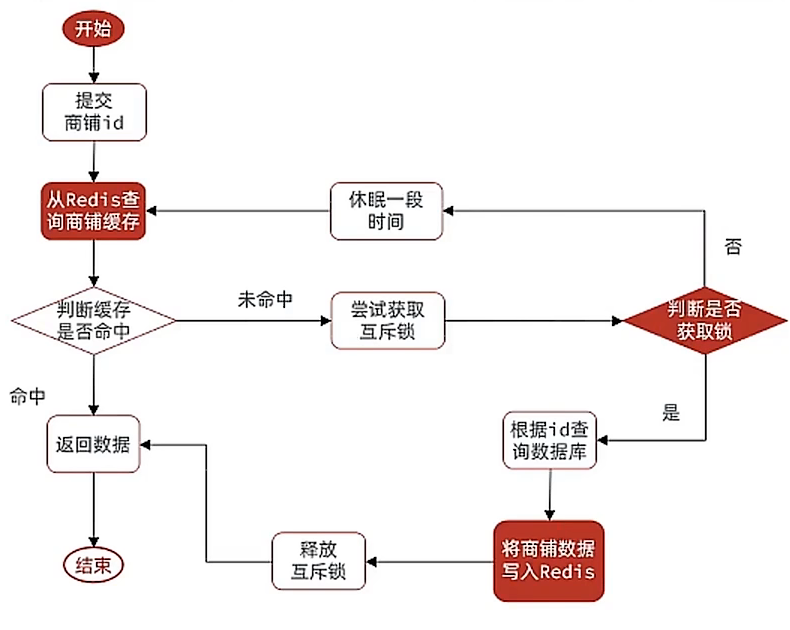 开始
提交
商铺id
从Redis查
询商铺缓存
休眠一段
时间
否
判断缓存
是否命中
未命中
尝试获取
互斥锁
判断是否
获取锁
命中
是
返回数据
根据id查
询数据库
将商铺数据
写入Redis
释放
互斥锁
结束